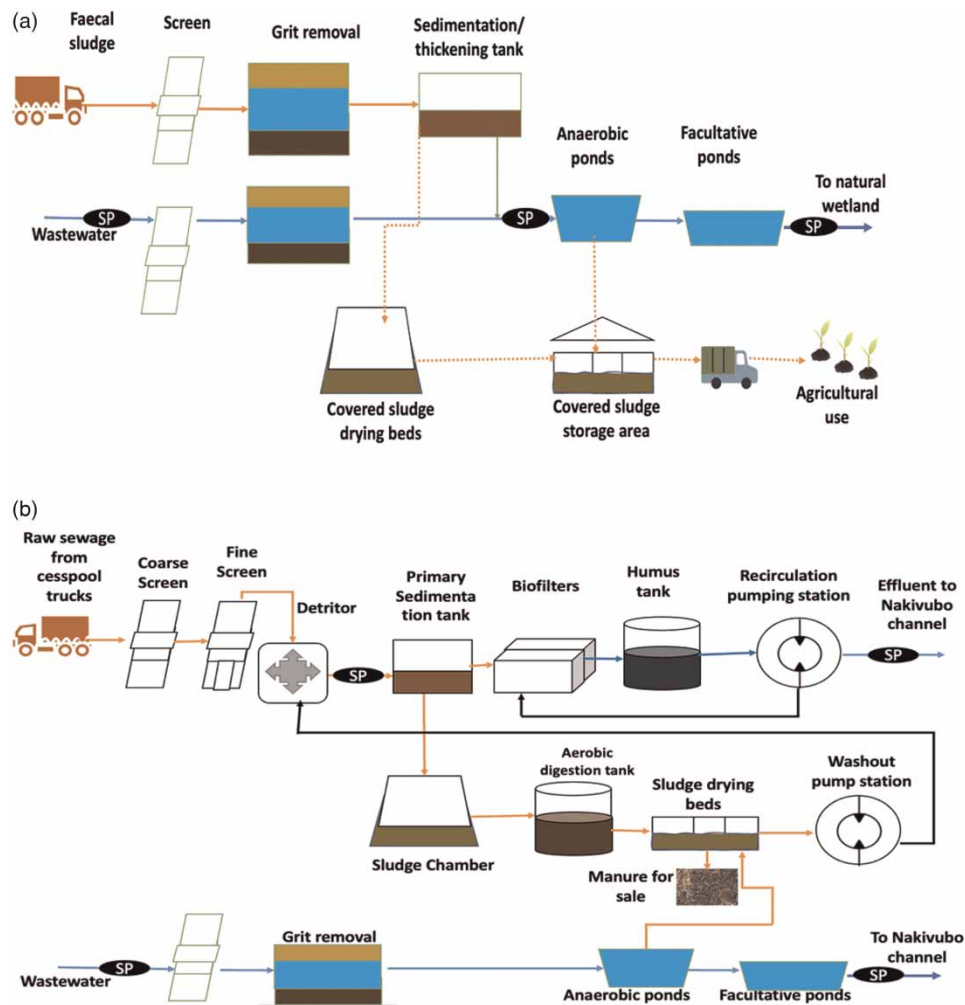 (a)
Faecal
sludge
Screen
Grit removal
Sedimentation/
thickening tank
Anaerobic
ponds
Facultative
ponds
To natural
wetland
SP
SP
SP
Wastewater
Covered sludge
drying beds
Covered sludge
storage area
Agricultural
use
(b)
Raw sewage
from
cesspool
trucks
Coarse
Screen
Fine
Screen
Detritor
Primary
Sedimenta
tion tank
Biofilters
Humus
tank
Recirculation
pumping station
Effluent to
Nakivubo
channel
SP
SP
Aerobic
digestion tank
Sludge drying
beds
Washout
pump station
Sludge Chamber
Manure for
sale
Grit removal
To Nakivubo
channel
SP
SP
Wastewater
Anaerobic ponds
Facultative ponds